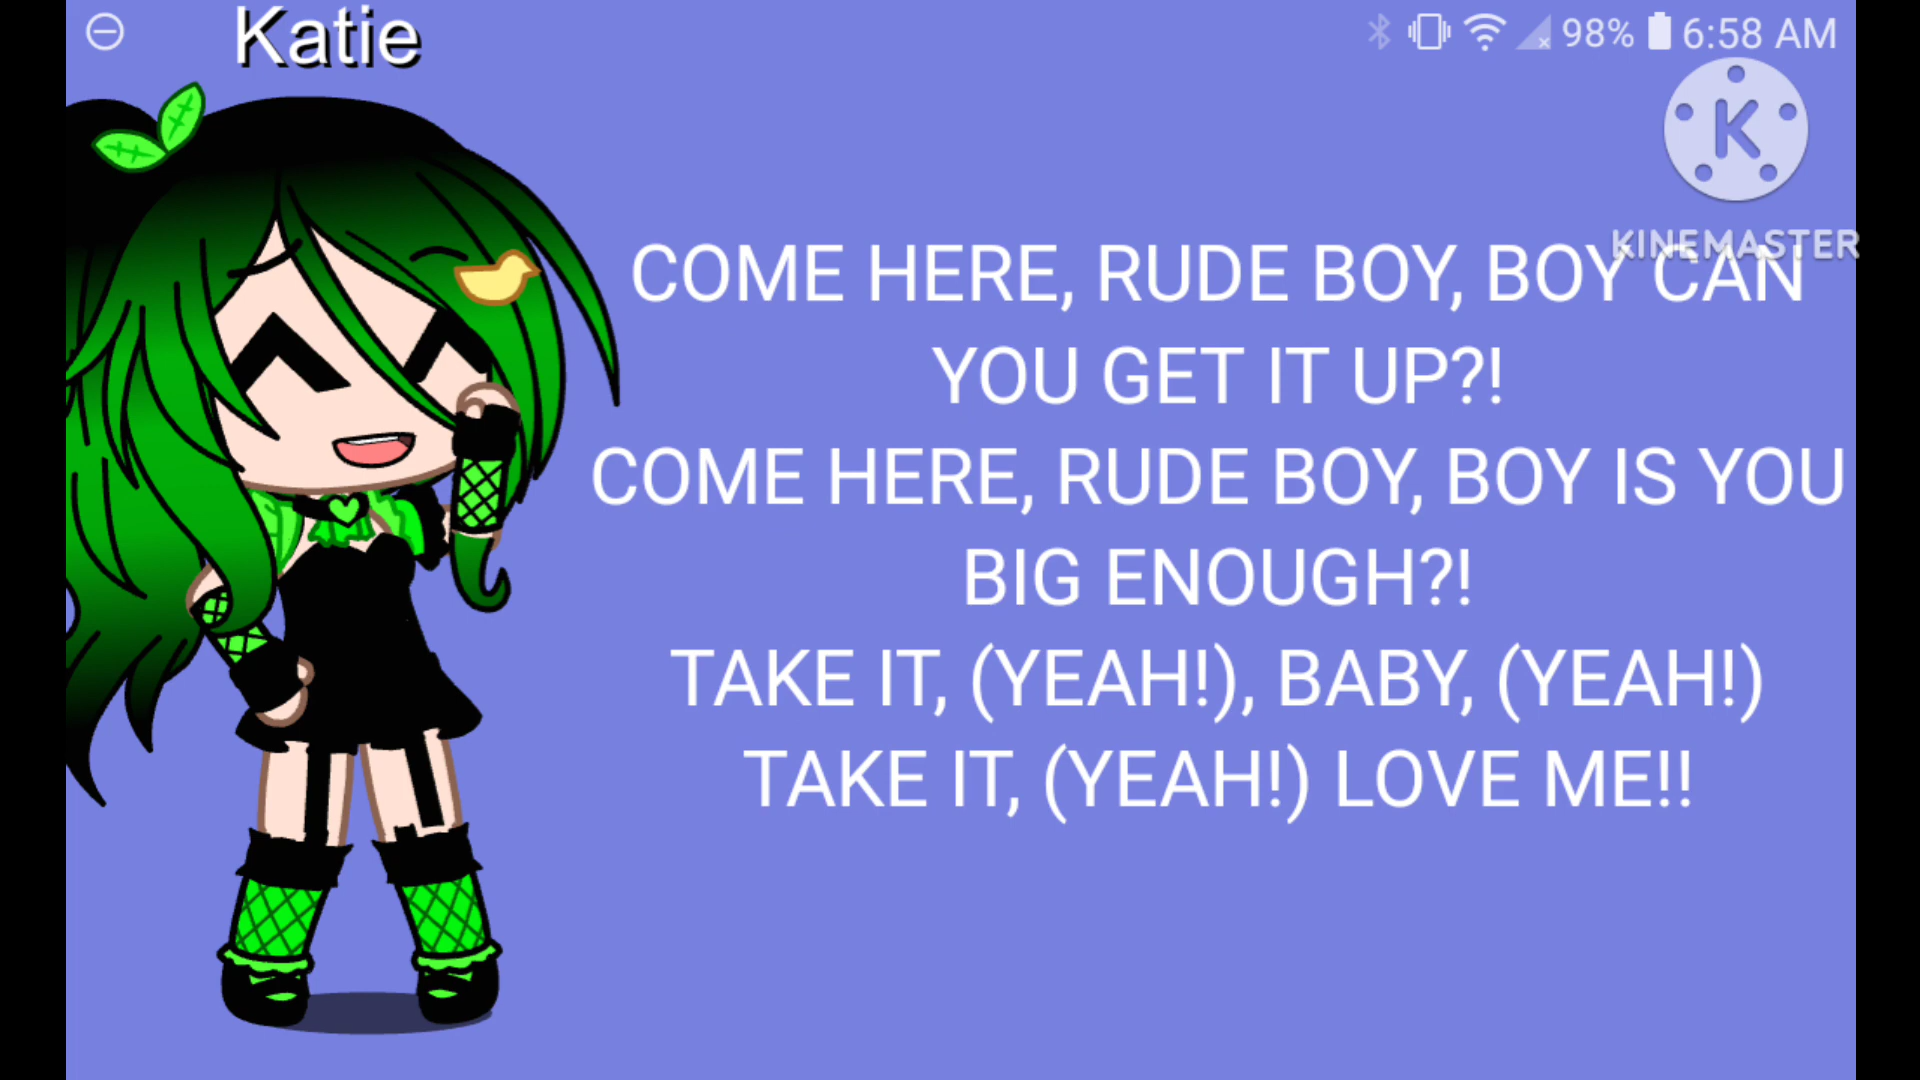 Katie
98% 6:58 AM
K
KINEMASTER
COME HERE, RUDE BOY, BOY CAN
YOU GET IT UP?!
COME HERE, RUDE BOY, BOY IS YOU
BIG ENOUGH?!
TAKE IT, (YEAH!), BABY, (YEAH!)
TAKE IT, (YEAH!) LOVE ME!!